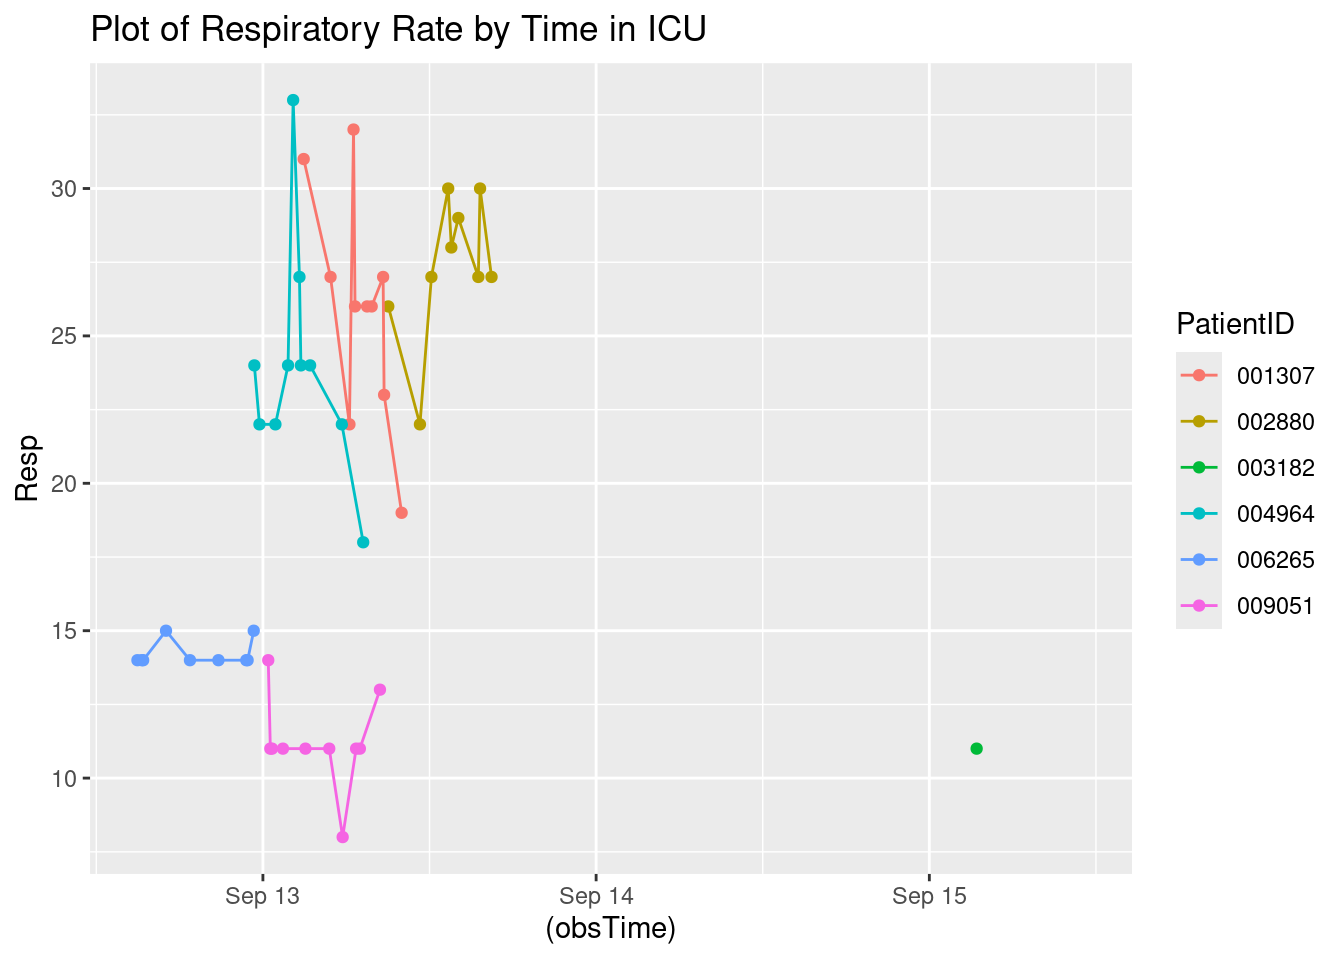 Plot of Respiratory Rate by Time in ICU
Resp
30
25
20
15
10
Sep 13
Sep 14
Sep 15
(obsTime)
PatientID
001307
002880
003182
004964
006265
009051